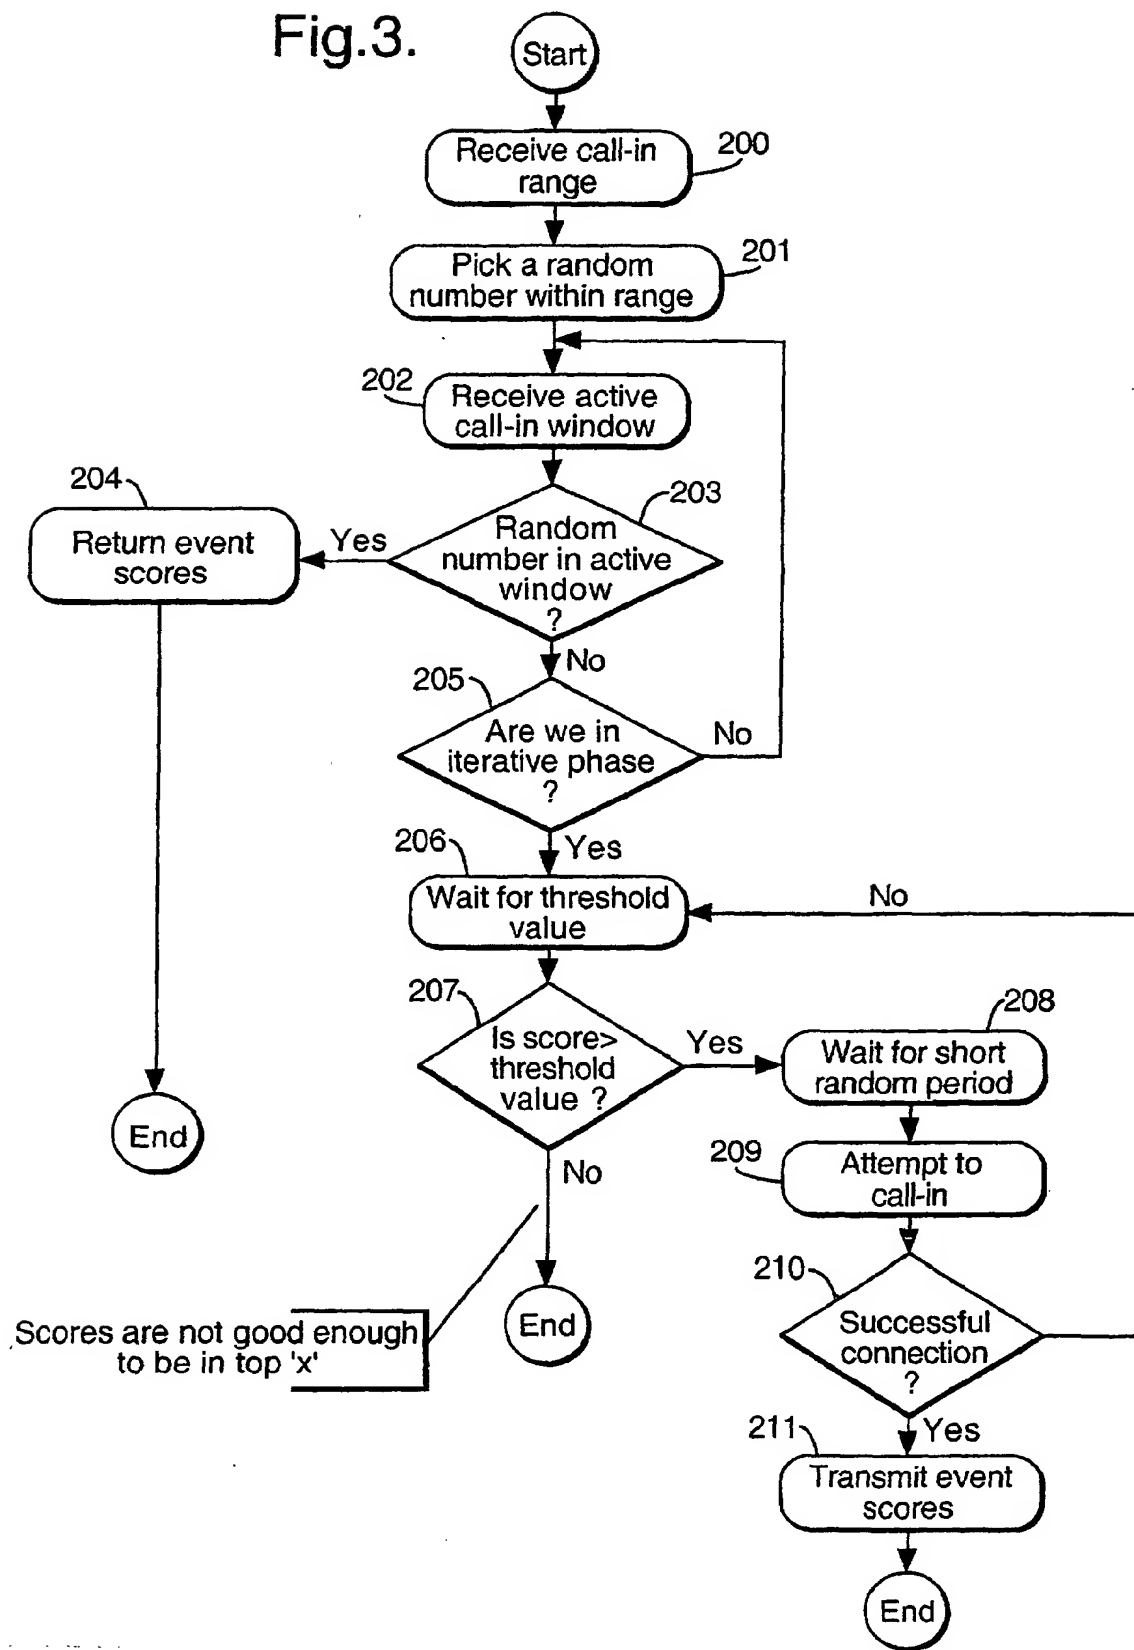 Fig.3.
Start
Receive call-in
range
200
Pick a random
number within range
201
202
Receive active
call-in window
203
Random
number in active
window
?
Yes
204
Return event
scores
No
205
Are we in
iterative phase
?
No
Yes
206
Wait for threshold
value
No
207
Is score>
threshold
value ?
Yes
208
Wait for short
random period
End
No
209
Attempt to
call-in
210
Successful
connection
?
Scores are not good enough
to be in top 'x'
End
Yes
211
Transmit event
scores
End